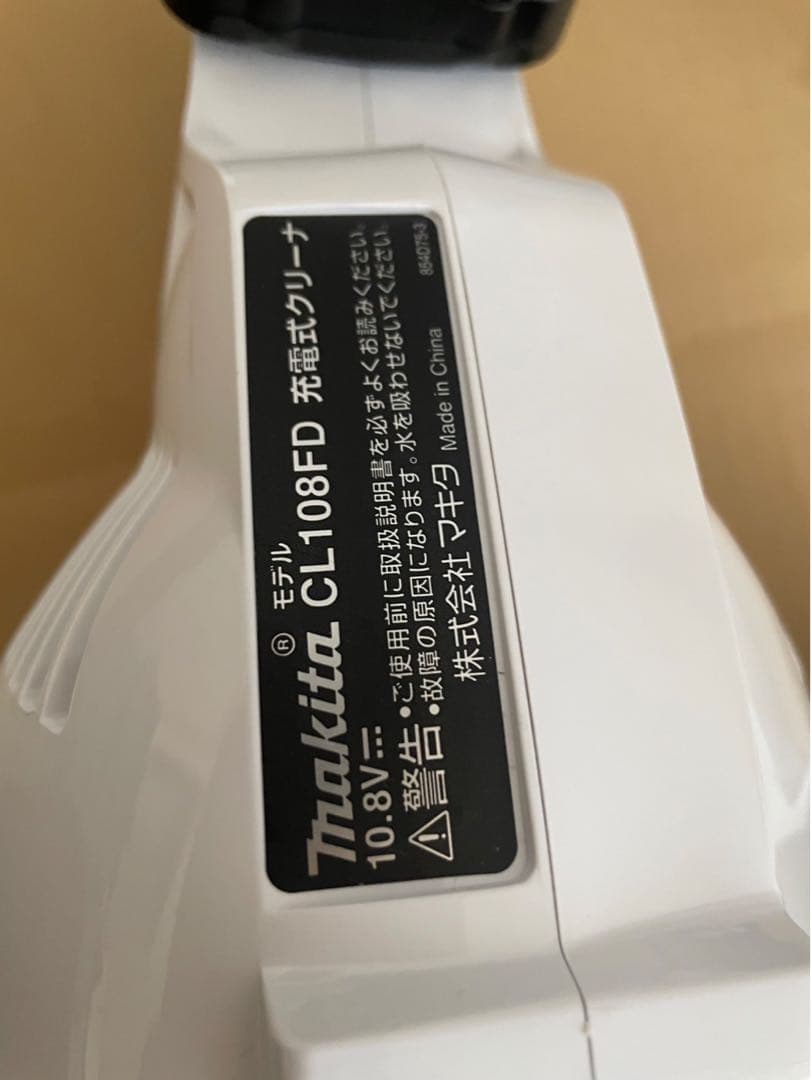 makita® モデル CL108FD 充電式クリーナ
10.8V⎓
⚠警告 •ご使用前に取扱説明書を必ずよくお読みください。
•故障の原因になります。水を吸わせないでください。
株式会社 マキタ Made in China 854D75-3